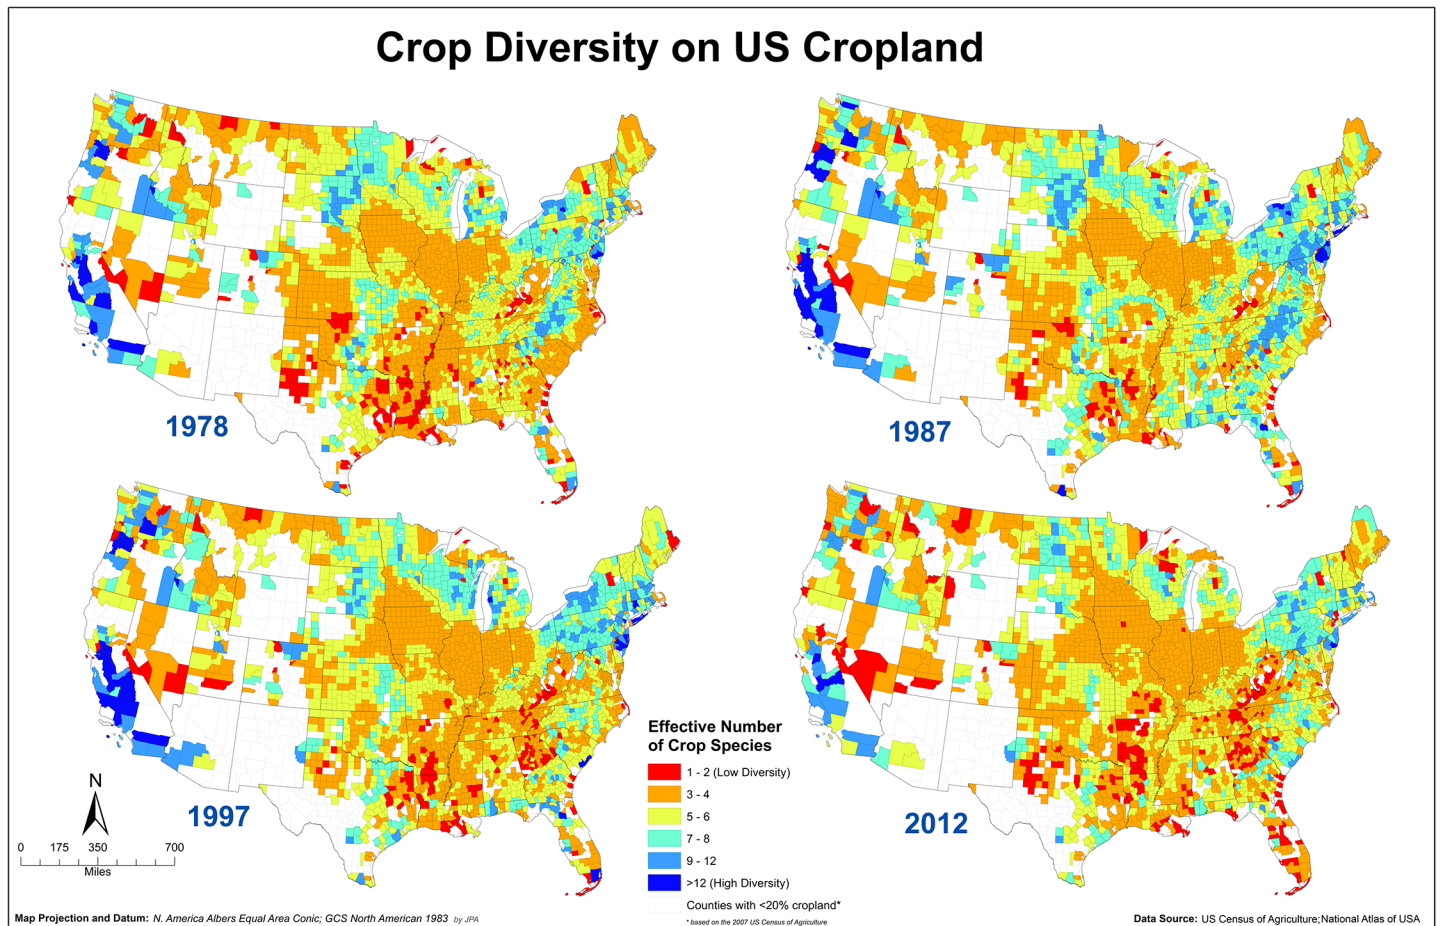 Crop Diversity on US Cropland
1978
1987
1997
2012
N
0 175 350 700
Miles
Effective Number
of Crop Species
1 - 2 (Low Diversity)
3 - 4
5 - 6
7 - 8
9 - 12
>12 (High Diversity)
Counties with <20% cropland*
* based on the 2007 US Census of Agriculture
Map Projection and Datum: N. America Albers Equal Area Conic; GCS North American 1983 by JPA
Data Source: US Census of Agriculture;National Atlas of USA